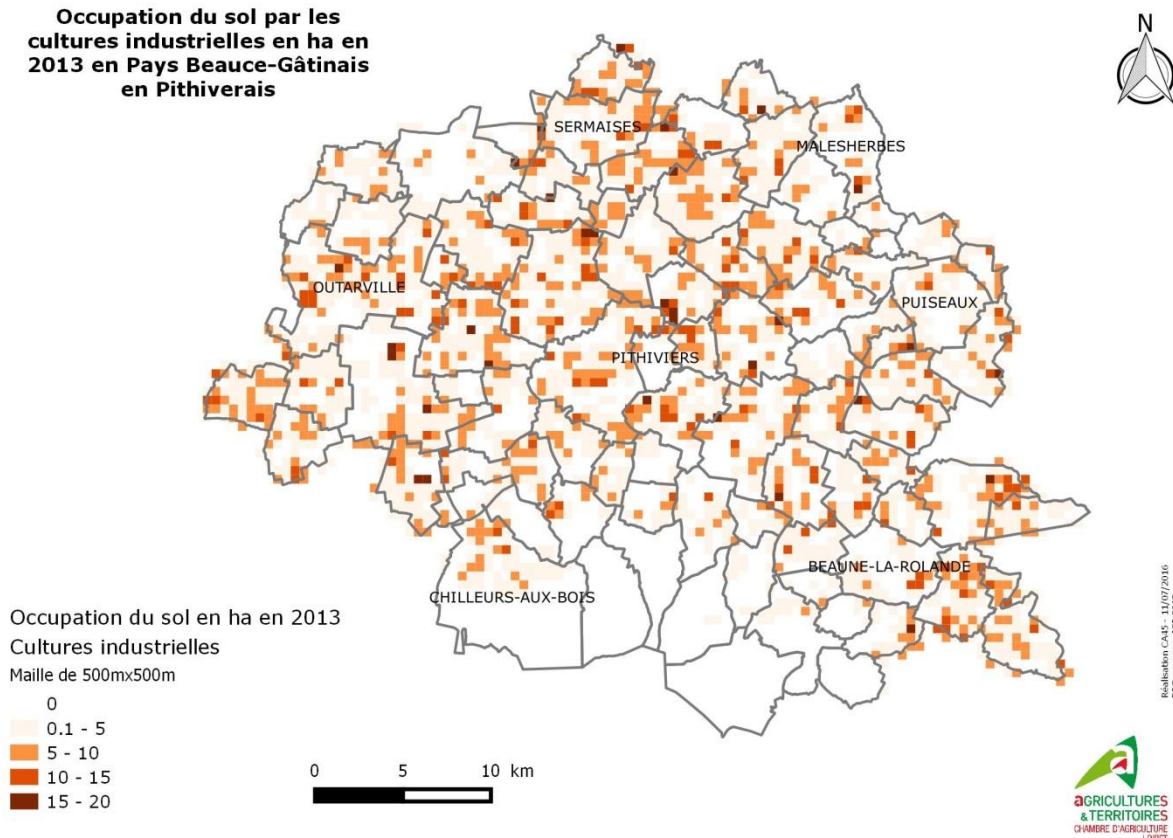 Occupation du sol par les
cultures industrielles en ha en
2013 en Pays Beauce-Gâtinais
en Pithiverais
N
SERMAISES
MALESHERBES
OUTARVILLE
PUISEAUX
PITHIVIERS
BEAUNE-LA-ROLANDE
CHILLEURS-AUX-BOIS
Occupation du sol en ha en 2013
Cultures industrielles
Maille de 500mx500m
0
0.1 - 5
5 - 10
10 - 15
15 - 20
0 5 10 km
Réalisation CA45 - 11/07/2016
aGRICULTURES
& TERRITOIRES
CHAMBRE D'AGRICULTURE
LOIRET